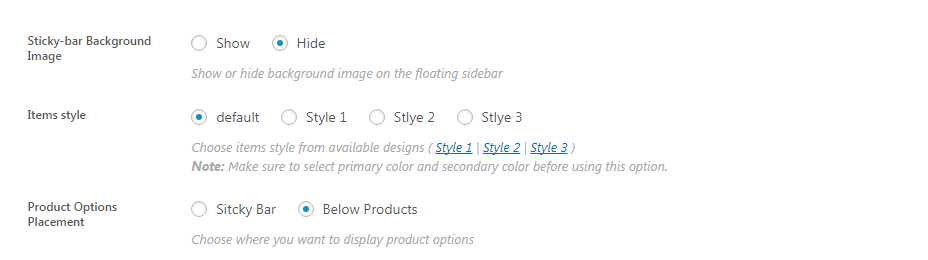 Sticky-bar Background
Image
Show Hide
Show or hide background image on the floating sidebar
Items style
default Style 1 Stlye 2 Stlye 3
Choose items style from available designs ( Style 1 | Style 2 | Style 3 )
Note: Make sure to select primary color and secondary color before using this option.
Product Options
Placement
Sitcky Bar Below Products
Choose where you want to display product options